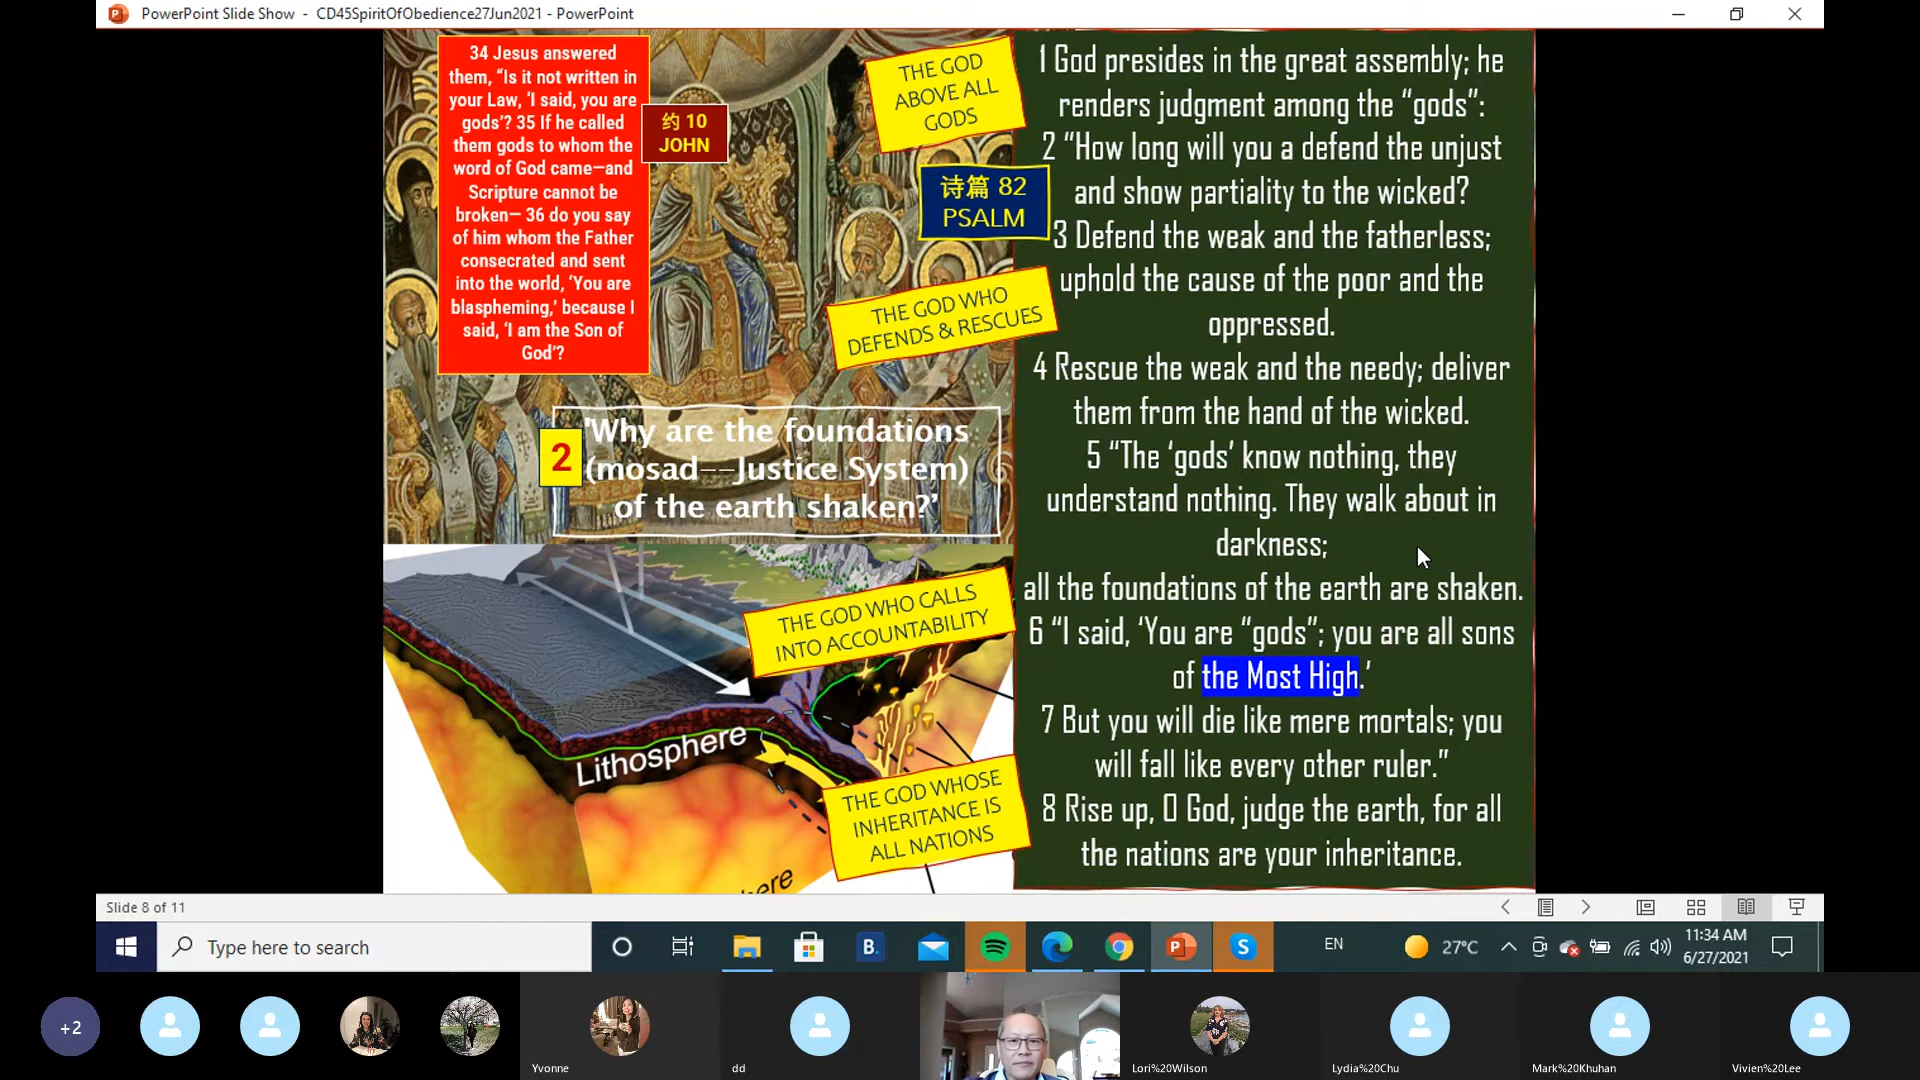 PowerPoint Slide Show - CD45SpiritOfObedience27Jun2021 - PowerPoint
34 Jesus answered
them, “Is it not written in
your Law, ‘I said, you are
gods’? 35 If he called
them gods to whom the
word of God came—and
Scripture cannot be
broken— 36 do you say
of him whom the Father
consecrated and sent
into the world, ‘You are
blaspheming,’ because I
said, ‘I am the Son of
God’?
约 10
JOHN
THE GOD
ABOVE ALL
GODS
诗篇 82
PSALM
THE GOD WHO
DEFENDS & RESCUES
2
'Why are the foundations
(mosad––Justice System)
of the earth shaken?’
THE GOD WHO CALLS
INTO ACCOUNTABILITY
Lithosphere
THE GOD WHOSE
INHERITANCE IS
ALL NATIONS
1 God presides in the great assembly; he
renders judgment among the “gods”:
2 “How long will you a defend the unjust
and show partiality to the wicked?
3 Defend the weak and the fatherless;
uphold the cause of the poor and the
oppressed.
4 Rescue the weak and the needy; deliver
them from the hand of the wicked.
5 “The ‘gods’ know nothing, they
understand nothing. They walk about in
darkness;
all the foundations of the earth are shaken.
6 “I said, ‘You are “gods”; you are all sons
of the Most High.’
7 But you will die like mere mortals; you
will fall like every other ruler.”
8 Rise up, O God, judge the earth, for all
the nations are your inheritance.
Slide 8 of 11
Type here to search
B.
EN
27°C
11:34 AM
6/27/2021
+2
Yvonne
dd
Lori%20Wilson
Lydia%20Chu
Mark%20Khuhan
Vivien%20Lee